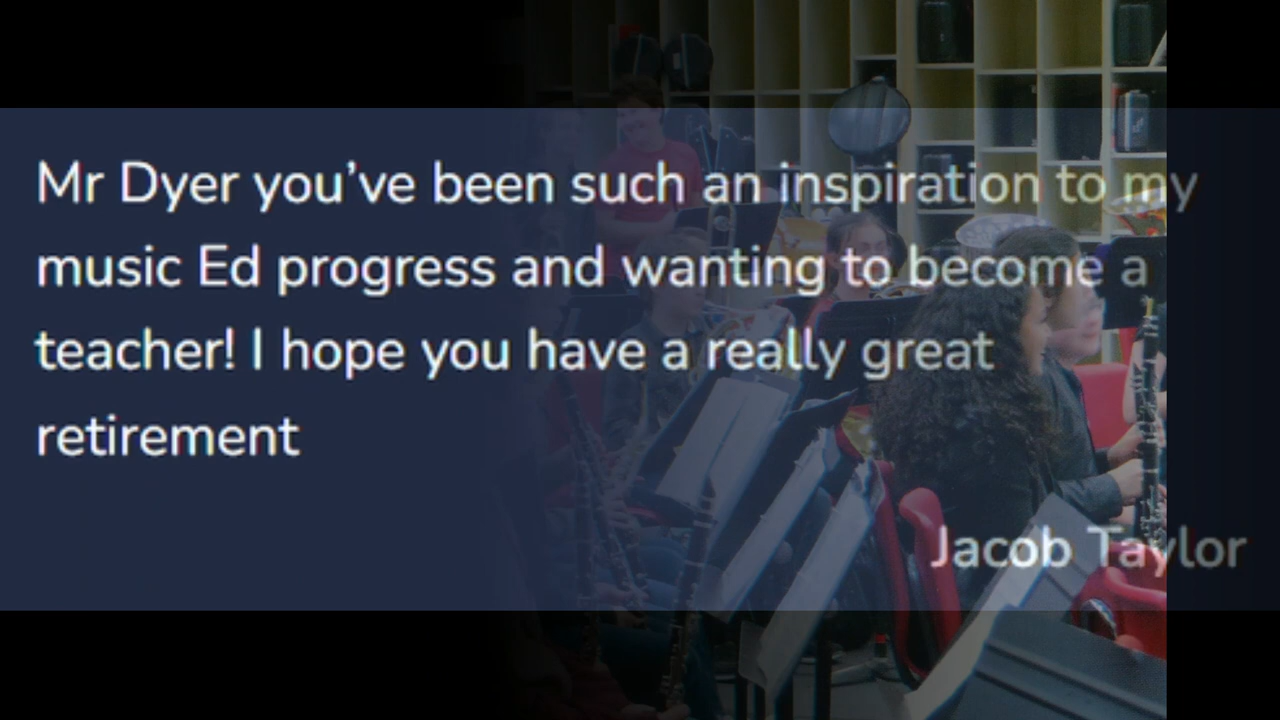 Mr Dyer you’ve been such an inspiration to my
music Ed progress and wanting to become a
teacher! I hope you have a really great
retirement
Jacob Taylor